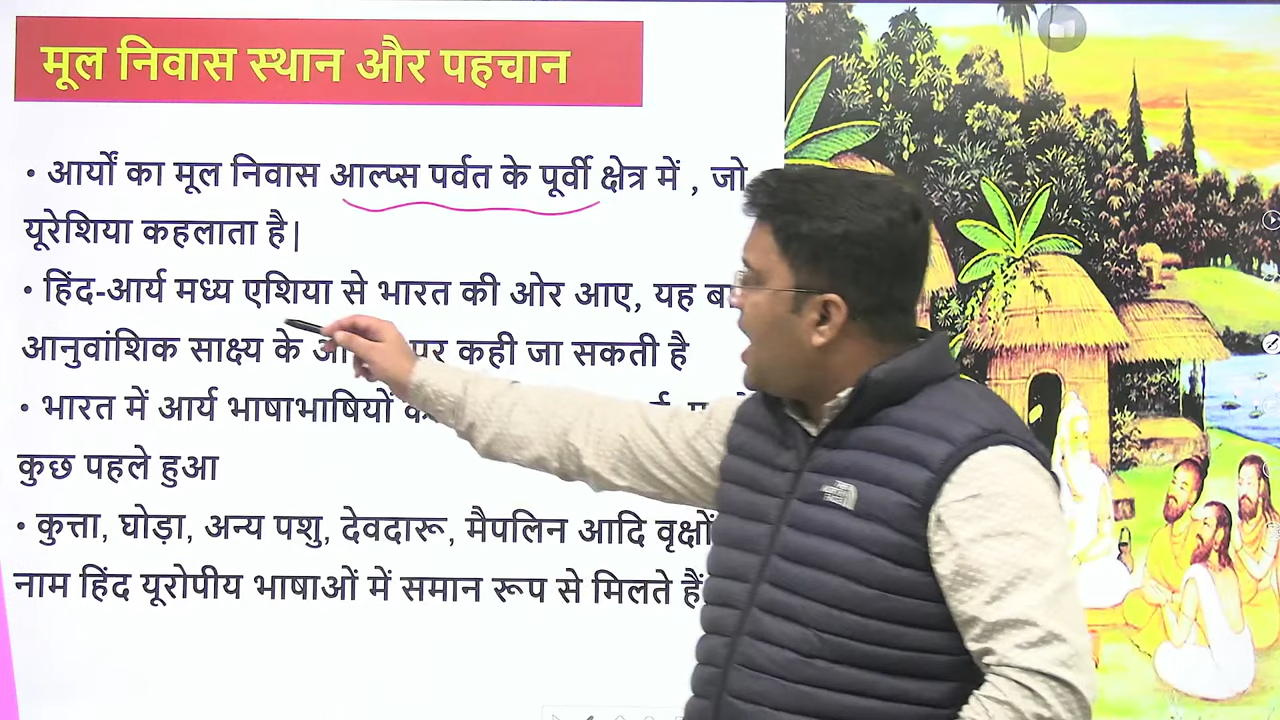 मूल निवास स्थान और पहचान
• आर्यों का मूल निवास आल्प्स पर्वत के पूर्वी क्षेत्र में , जो
यूरेशिया कहलाता है|
• हिंद-आर्य मध्य एशिया से भारत की ओर आए, यह
आनुवांशिक साक्ष्य के पर कही जा सकती है
• भारत में आर्य भाषाभाषियों
कुछ पहले हुआ
• कुत्ता, घोड़ा, अन्य पशु, देवदारू, मैपलिन आदि वृक्षों
नाम हिंद यूरोपीय भाषाओं में समान रूप से मिलते हैं